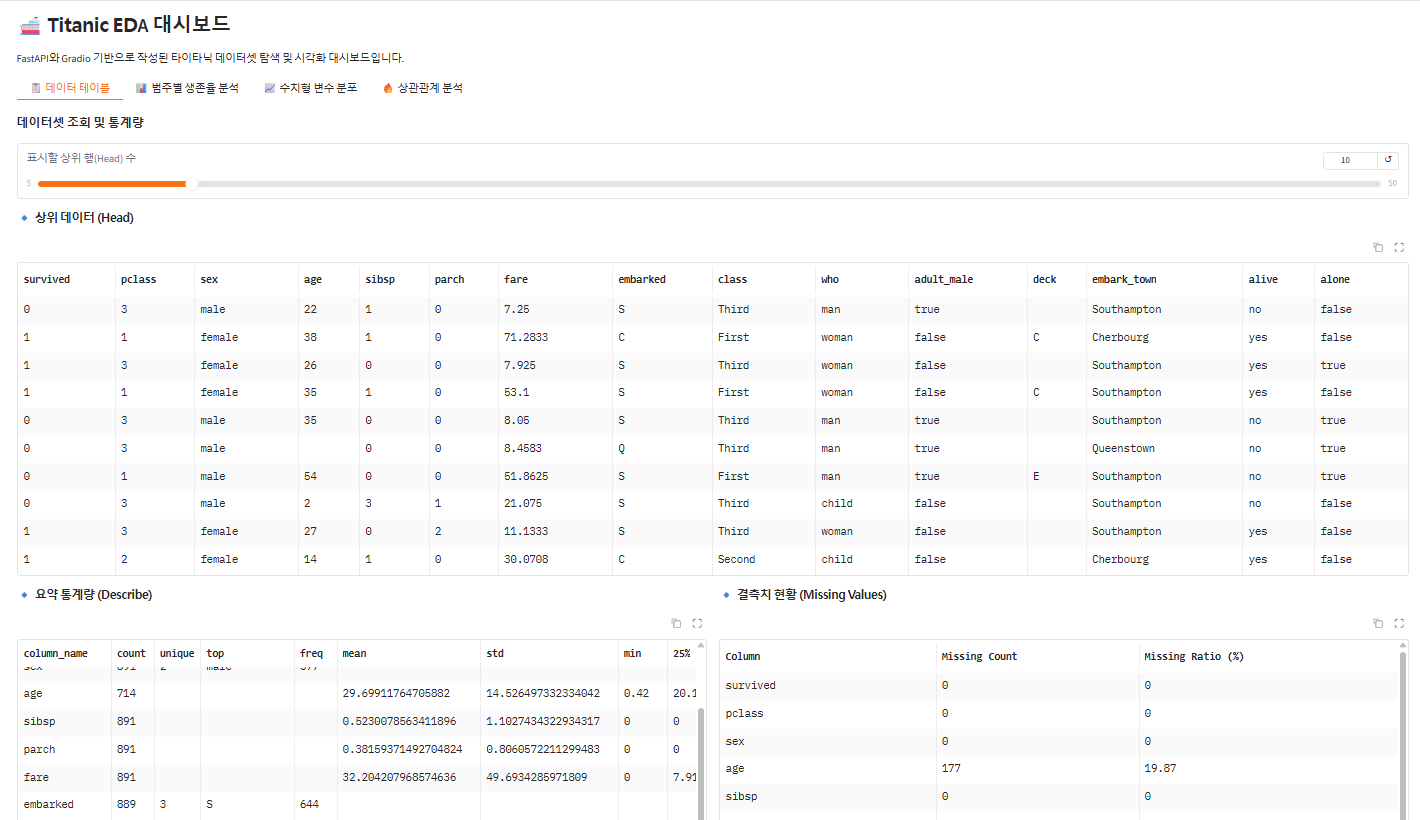 Titanic EDA 대시보드
FastAPI와 Gradio 기반으로 작성된 타이타닉 데이터셋 탐색 및 시각화 대시보드입니다.
데이터 테이블 범주별 생존율 분석 수치형 변수 분포 상관관계 분석
데이터셋 조회 및 통계량
표시할 상위 행(Head) 수 10
5 50
상위 데이터 (Head)
survived pclass sex age sibsp parch fare embarked class who adult_male deck embark_town alive alone
0 3 male 22 1 0 7.25 S Third man true Southampton no false
1 1 female 38 1 0 71.2833 C First woman false C Cherbourg yes false
1 3 female 26 0 0 7.925 S Third woman false Southampton yes true
1 1 female 35 1 0 53.1 S First woman false C Southampton yes false
0 3 male 35 0 0 8.05 S Third man true Southampton no true
0 3 male 0 0 8.4583 Q Third man true Queenstown no true
0 1 male 54 0 0 51.8625 S First man true E Southampton no true
0 3 male 2 3 1 21.075 S Third child false Southampton no false
1 3 female 27 0 2 11.1333 S Third woman false Southampton yes false
1 2 female 14 1 0 30.0708 C Second child false Cherbourg yes false
요약 통계량 (Describe)
column_name count unique top freq mean std min 25%
sex 891 2 male 577
age 714 29.69911764705882 14.526497332334042 0.42 20.1
sibsp 891 0.5230078563411896 1.1027434322934317 0 0
parch 891 0.38159371492704824 0.8060572211299483 0 0
fare 891 32.204207968574636 49.6934285971809 0 7.91
embarked 889 3 S 644
결측치 현황 (Missing Values)
Column Missing Count Missing Ratio (%)
survived 0 0
pclass 0 0
sex 0 0
age 177 19.87
sibsp 0 0